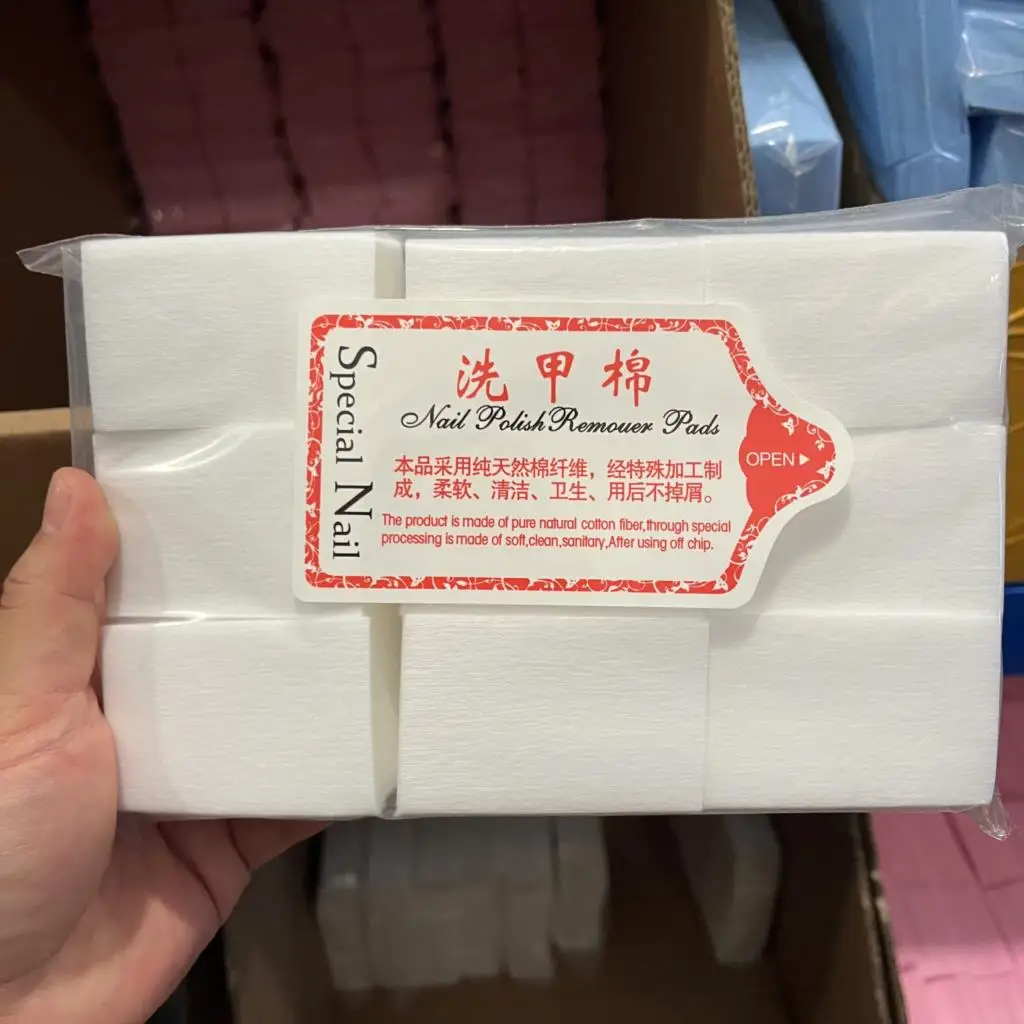 Special Nail
洗甲棉
Nail Polish Remouer Pads
本品采用纯天然棉纤维，经特殊加工制
成，柔软、清洁、卫生、用后不掉屑。
The product is made of pure natural cotton fiber,through special
processing is made of soft,clean,sanitary,After using off chip.
OPEN